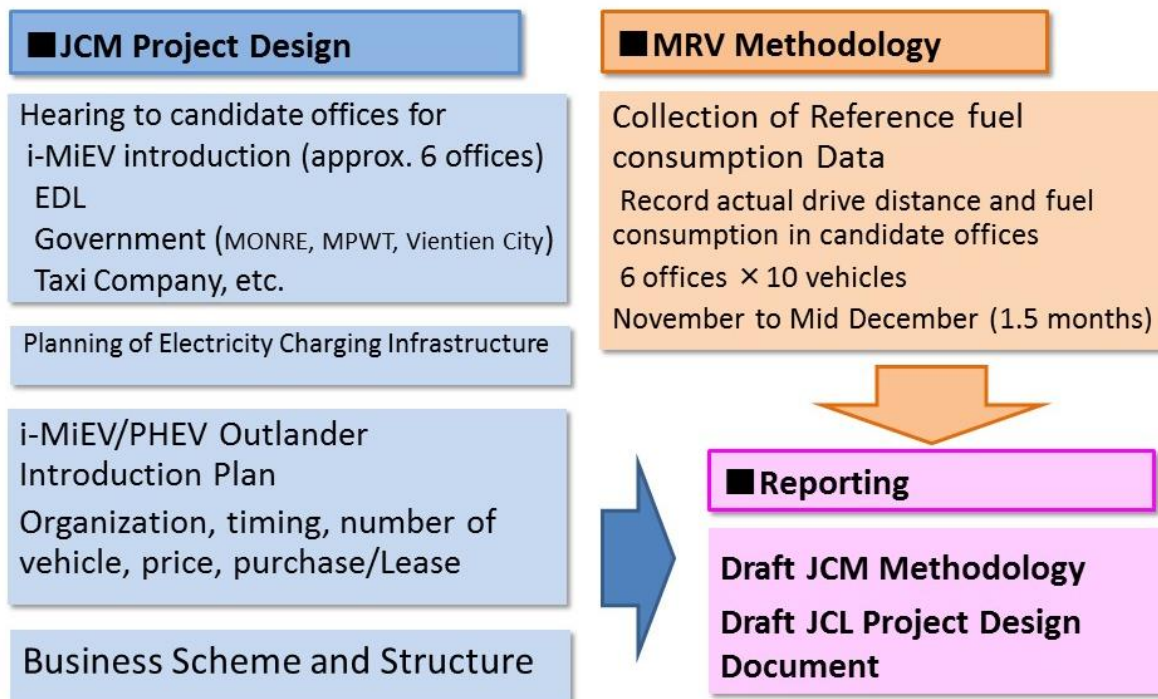 ■JCM Project Design
Hearing to candidate offices for
i-MiEV introduction (approx. 6 offices)
EDL
Government (MONRE, MPWT, Vientien City)
Taxi Company, etc.
Planning of Electricity Charging Infrastructure
i-MiEV/PHEV Outlander
Introduction Plan
Organization, timing, number of
vehicle, price, purchase/Lease
Business Scheme and Structure
■MRV Methodology
Collection of Reference fuel
consumption Data
Record actual drive distance and fuel
consumption in candidate offices
6 offices ×10 vehicles
November to Mid December (1.5 months)
■Reporting
Draft JCM Methodology
Draft JCL Project Design
Document